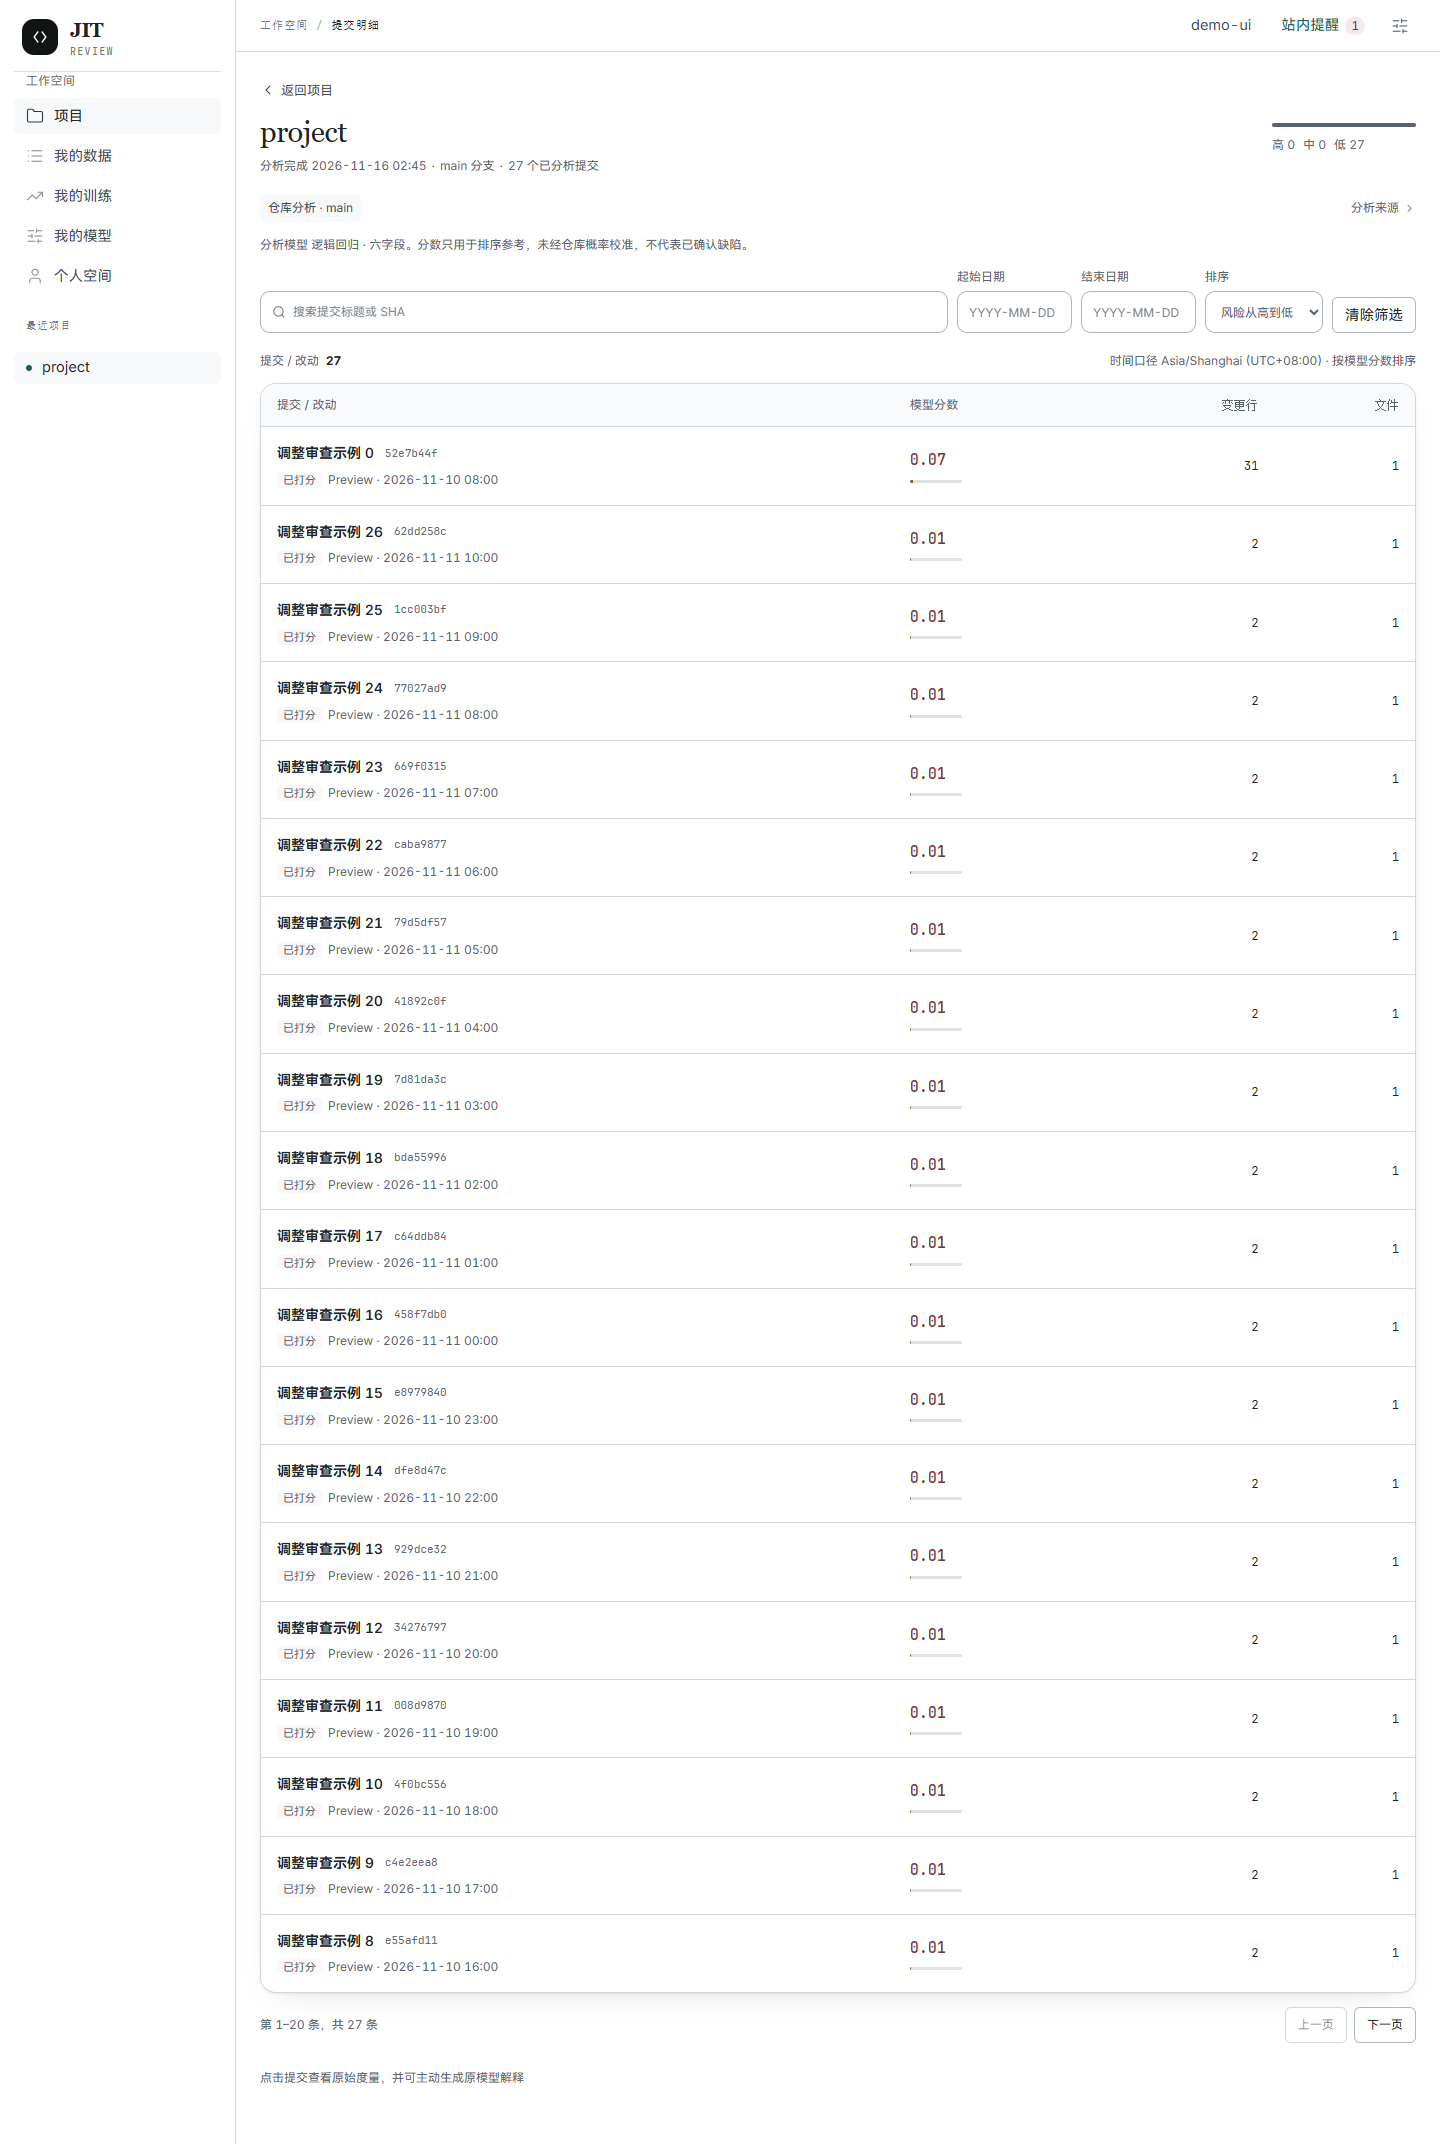 JIT
REVIEW
工作空间
项目
我的数据
我的训练
我的模型
个人空间
最近项目
project
工作空间 / 提交明细
demo-ui 站内提醒 1
返回项目
project
分析完成 2026-11-16 02:45 · main 分支 · 27 个已分析提交
高 0 中 0 低 27
仓库分析 · main
分析来源
分析模型 逻辑回归 · 六字段。分数只用于排序参考，未经仓库概率校准，不代表已确认缺陷。
起始日期 结束日期 排序
搜索提交标题或 SHA YYYY-MM-DD YYYY-MM-DD 风险从高到低 清除筛选
提交 / 改动 27
时间口径 Asia/Shanghai (UTC+08:00) · 按模型分数排序
提交 / 改动 模型分数 变更行 文件
调整审查示例 0 52e7b44f
已打分 Preview · 2026-11-10 08:00
0.07 31 1
调整审查示例 26 62dd258c
已打分 Preview · 2026-11-11 10:00
0.01 2 1
调整审查示例 25 1cc003bf
已打分 Preview · 2026-11-11 09:00
0.01 2 1
调整审查示例 24 77027ad9
已打分 Preview · 2026-11-11 08:00
0.01 2 1
调整审查示例 23 669f0315
已打分 Preview · 2026-11-11 07:00
0.01 2 1
调整审查示例 22 caba9877
已打分 Preview · 2026-11-11 06:00
0.01 2 1
调整审查示例 21 79d5df57
已打分 Preview · 2026-11-11 05:00
0.01 2 1
调整审查示例 20 41892c0f
已打分 Preview · 2026-11-11 04:00
0.01 2 1
调整审查示例 19 7d81da3c
已打分 Preview · 2026-11-11 03:00
0.01 2 1
调整审查示例 18 bda55996
已打分 Preview · 2026-11-11 02:00
0.01 2 1
调整审查示例 17 c64ddb84
已打分 Preview · 2026-11-11 01:00
0.01 2 1
调整审查示例 16 458f7db0
已打分 Preview · 2026-11-11 00:00
0.01 2 1
调整审查示例 15 e8979840
已打分 Preview · 2026-11-10 23:00
0.01 2 1
调整审查示例 14 dfe8d47c
已打分 Preview · 2026-11-10 22:00
0.01 2 1
调整审查示例 13 929dce32
已打分 Preview · 2026-11-10 21:00
0.01 2 1
调整审查示例 12 34276797
已打分 Preview · 2026-11-10 20:00
0.01 2 1
调整审查示例 11 008d9870
已打分 Preview · 2026-11-10 19:00
0.01 2 1
调整审查示例 10 4f0bc556
已打分 Preview · 2026-11-10 18:00
0.01 2 1
调整审查示例 9 c4e2eea8
已打分 Preview · 2026-11-10 17:00
0.01 2 1
调整审查示例 8 e55afd11
已打分 Preview · 2026-11-10 16:00
0.01 2 1
第 1–20 条，共 27 条
上一页 下一页
点击提交查看原始度量，并可主动生成原模型解释